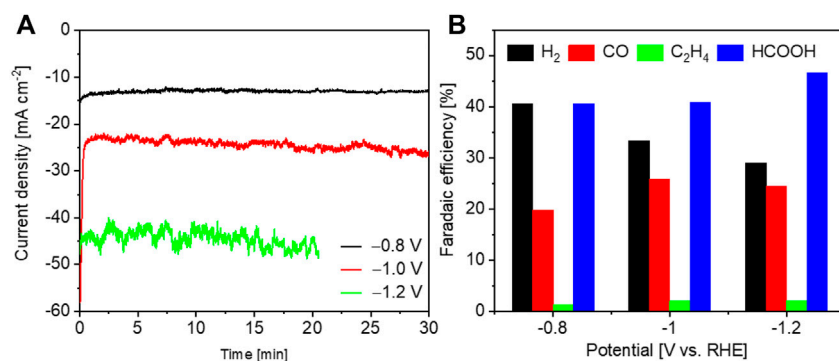 A
Current density [mA cm⁻²]
0
-10
-20
-30
-40
-50
-60
−0.8 V
−1.0 V
−1.2 V
0 5 10 15 20 25 30
Time [min]
B
Faradaic efficiency [%]
50
40
30
20
10
0
H₂ CO C₂H₄ HCOOH
-0.8 -1 -1.2
Potential [V vs. RHE]